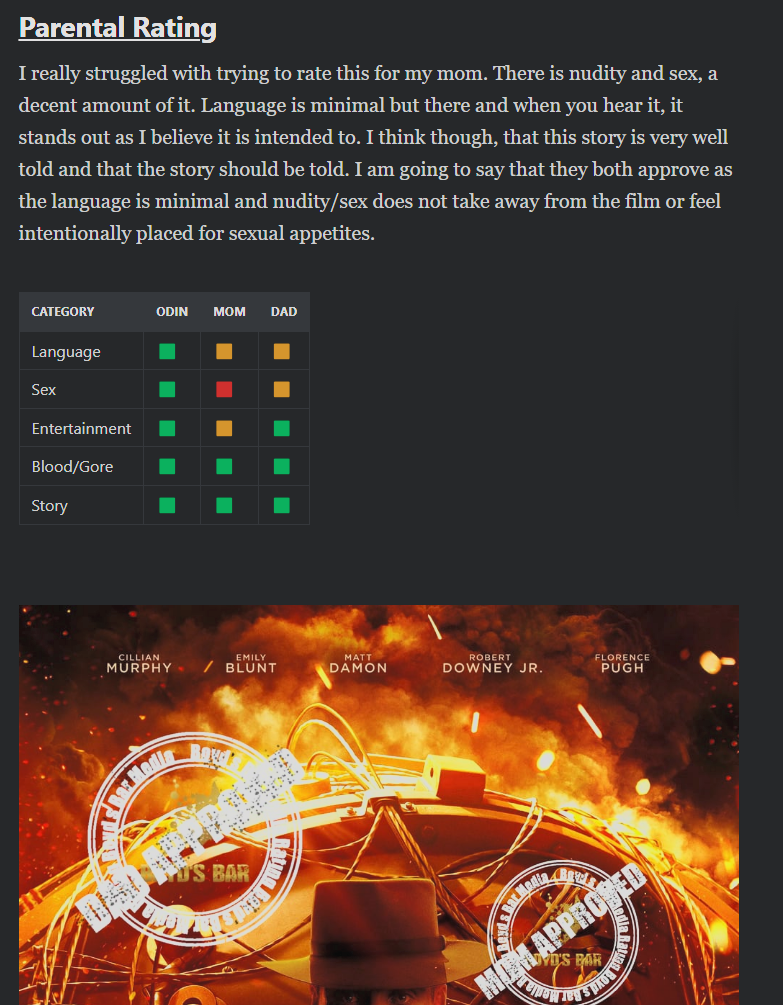 Parental Rating
I really struggled with trying to rate this for my mom. There is nudity and sex, a
decent amount of it. Language is minimal but there and when you hear it, it
stands out as I believe it is intended to. I think though, that this story is very well
told and that the story should be told. I am going to say that they both approve as
the language is minimal and nudity/sex does not take away from the film or feel
intentionally placed for sexual appetites.
CATEGORY ODIN MOM DAD
Language
Sex
Entertainment
Blood/Gore
Story
CILLIAN MURPHY
EMILY BLUNT
MATT DAMON
ROBERT DOWNEY JR.
FLORENCE PUGH
Boyd's Bar Media
DAD APPROVED
BOYD'S BAR
Boyd's Bar Media
MOM APPROVED
BOYD'S BAR